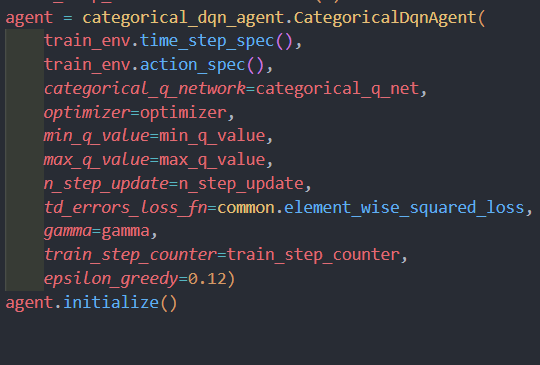 agent = categorical_dqn_agent.CategoricalDqnAgent(
    train_env.time_step_spec(),
    train_env.action_spec(),
    categorical_q_network=categorical_q_net,
    optimizer=optimizer,
    min_q_value=min_q_value,
    max_q_value=max_q_value,
    n_step_update=n_step_update,
    td_errors_loss_fn=common.element_wise_squared_loss,
    gamma=gamma,
    train_step_counter=train_step_counter,
    epsilon_greedy=0.12)
agent.initialize()